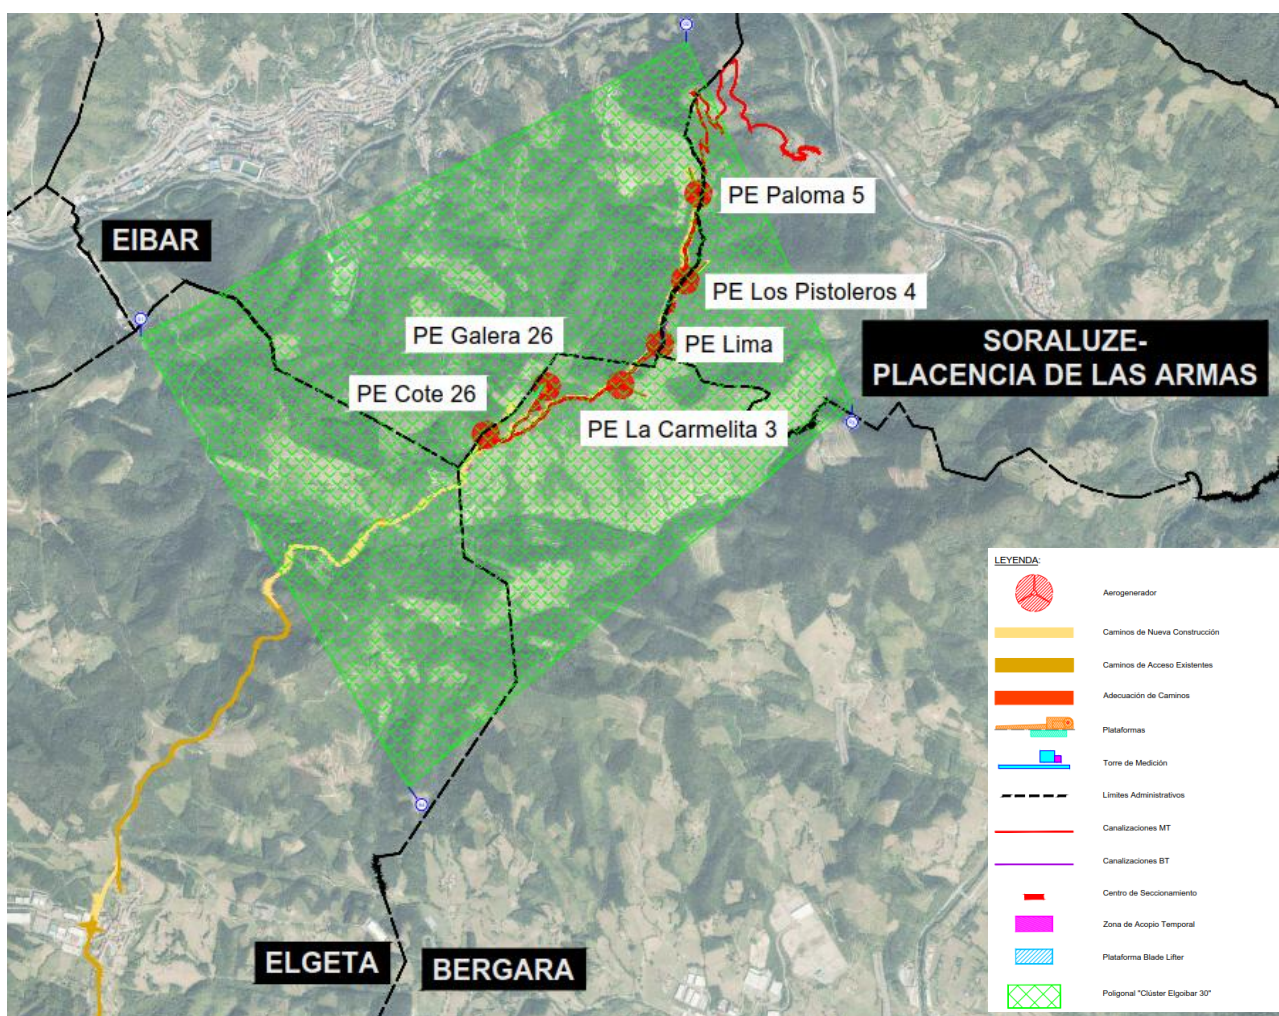 PE Paloma 5
EIBAR
PE Los Pistoleros 4
PE Galera 26
PE Lima
SORALUZE-
PLACENCIA DE LAS ARMAS
PE Cote 26
PE La Carmelita 3
ELGETA
BERGARA
LEYENDA:
Aerogenerador
Caminos de Nueva Construcción
Caminos de Acceso Existentes
Adecuación de Caminos
Plataformas
Torre de Medición
Límites Administrativos
Canalizaciones MT
Canalizaciones BT
Centro de Seccionamiento
Zona de Acopio Temporal
Plataforma Blade Lifter
Poligonal "Clúster Elgoibar 30"